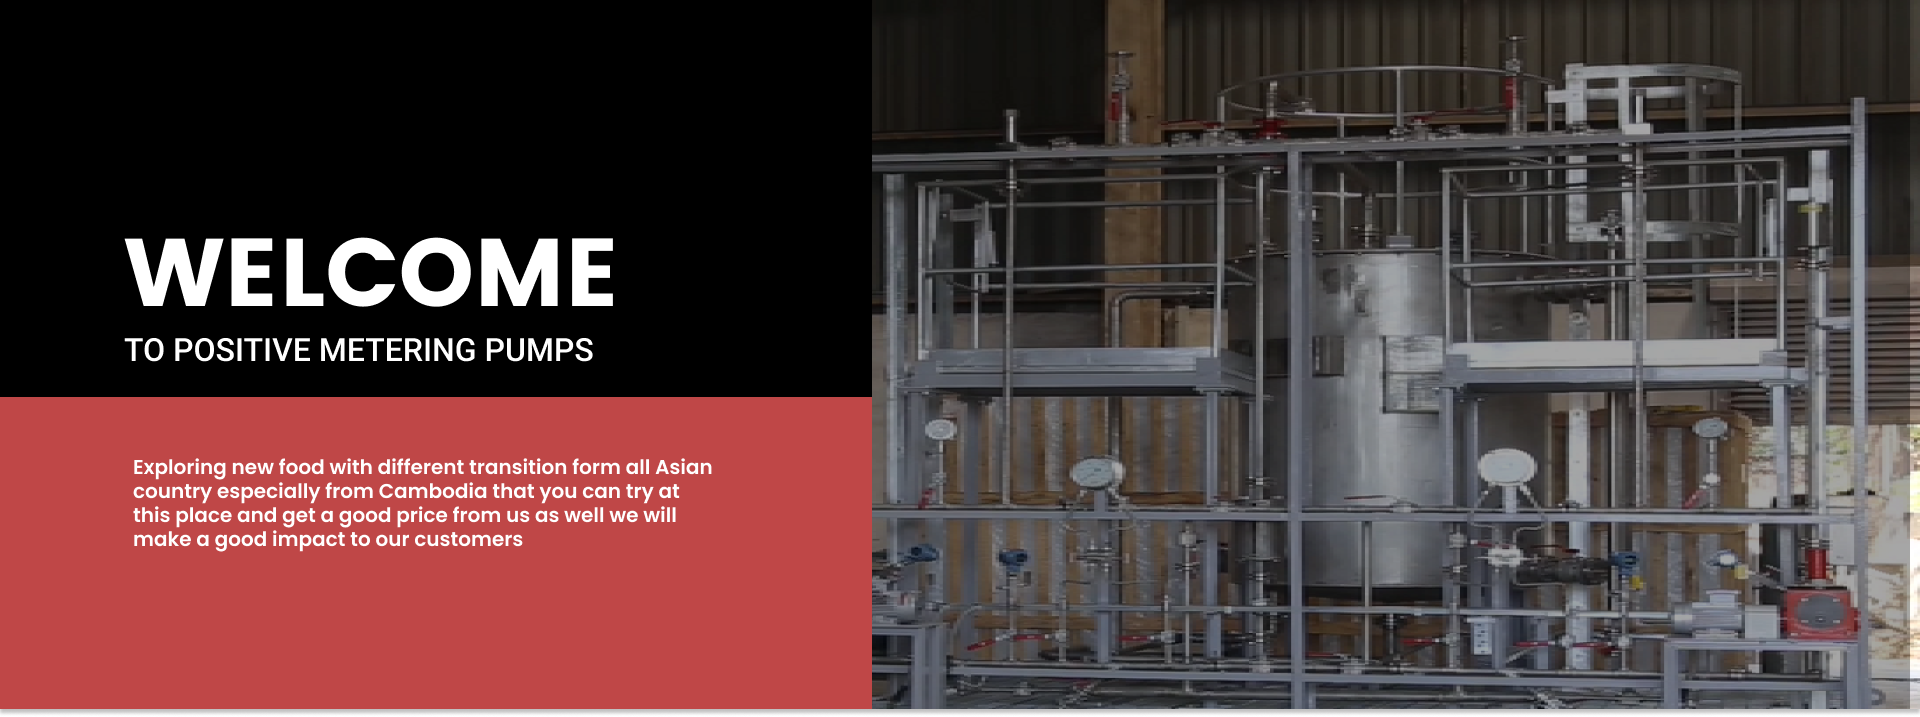 WELCOME
TO POSITIVE METERING PUMPS
Exploring new food with different transition form all Asian
country especially from Cambodia that you can try at
this place and get a good price from us as well we will
make a good impact to our customers